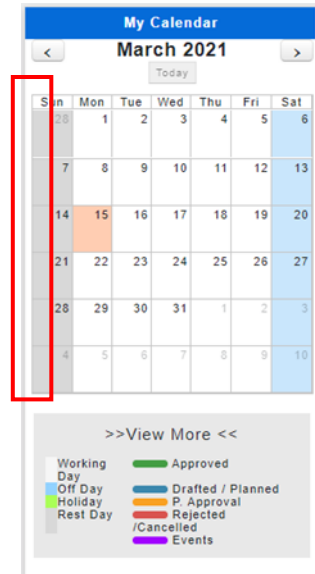 My Calendar
< March 2021 >
Today
Sun Mon Tue Wed Thu Fri Sat
28 1 2 3 4 5 6
7 8 9 10 11 12 13
14 15 16 17 18 19 20
21 22 23 24 25 26 27
28 29 30 31 1 2 3
4 5 6 7 8 9 10
>>View More <<
Working Approved
Day
Off Day Drafted / Planned
Holiday P. Approval
Rest Day Rejected
/Cancelled
Events